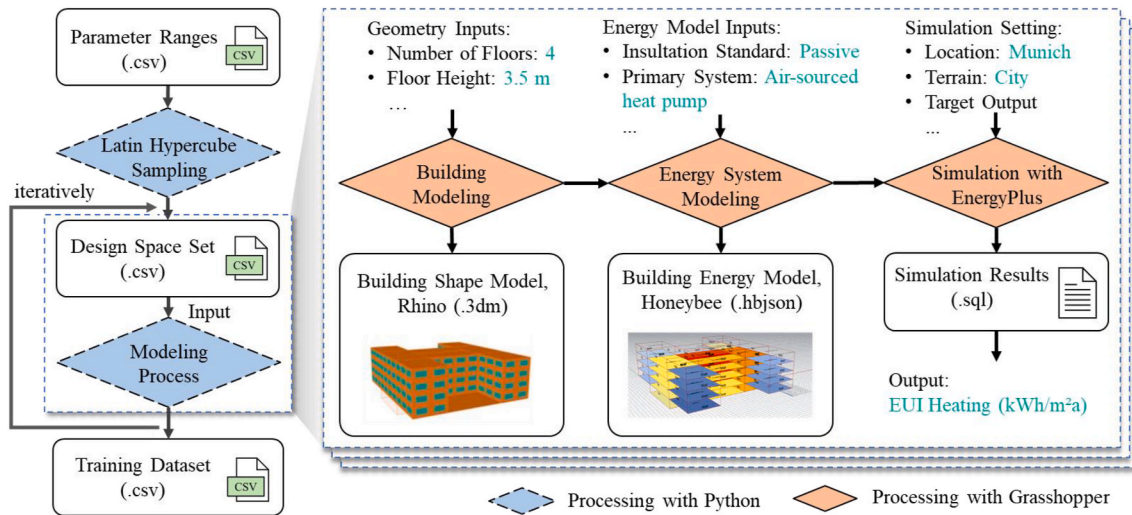 Parameter Ranges
(.csv)
CSV
Latin Hypercube
Sampling
iteratively
Design Space Set
(.csv)
CSV
Input
Modeling
Process
Training Dataset
(.csv)
CSV
Geometry Inputs:
• Number of Floors: 4
• Floor Height: 3.5 m
…
Energy Model Inputs:
• Insultation Standard: Passive
• Primary System: Air-sourced
heat pump
...
Simulation Setting:
• Location: Munich
• Terrain: City
• Target Output
...
Building
Modeling
Energy System
Modeling
Simulation with
EnergyPlus
Building Shape Model,
Rhino (.3dm)
Building Energy Model,
Honeybee (.hbjson)
Simulation Results
(.sql)
Output:
EUI Heating (kWh/m²a)
Processing with Python
Processing with Grasshopper